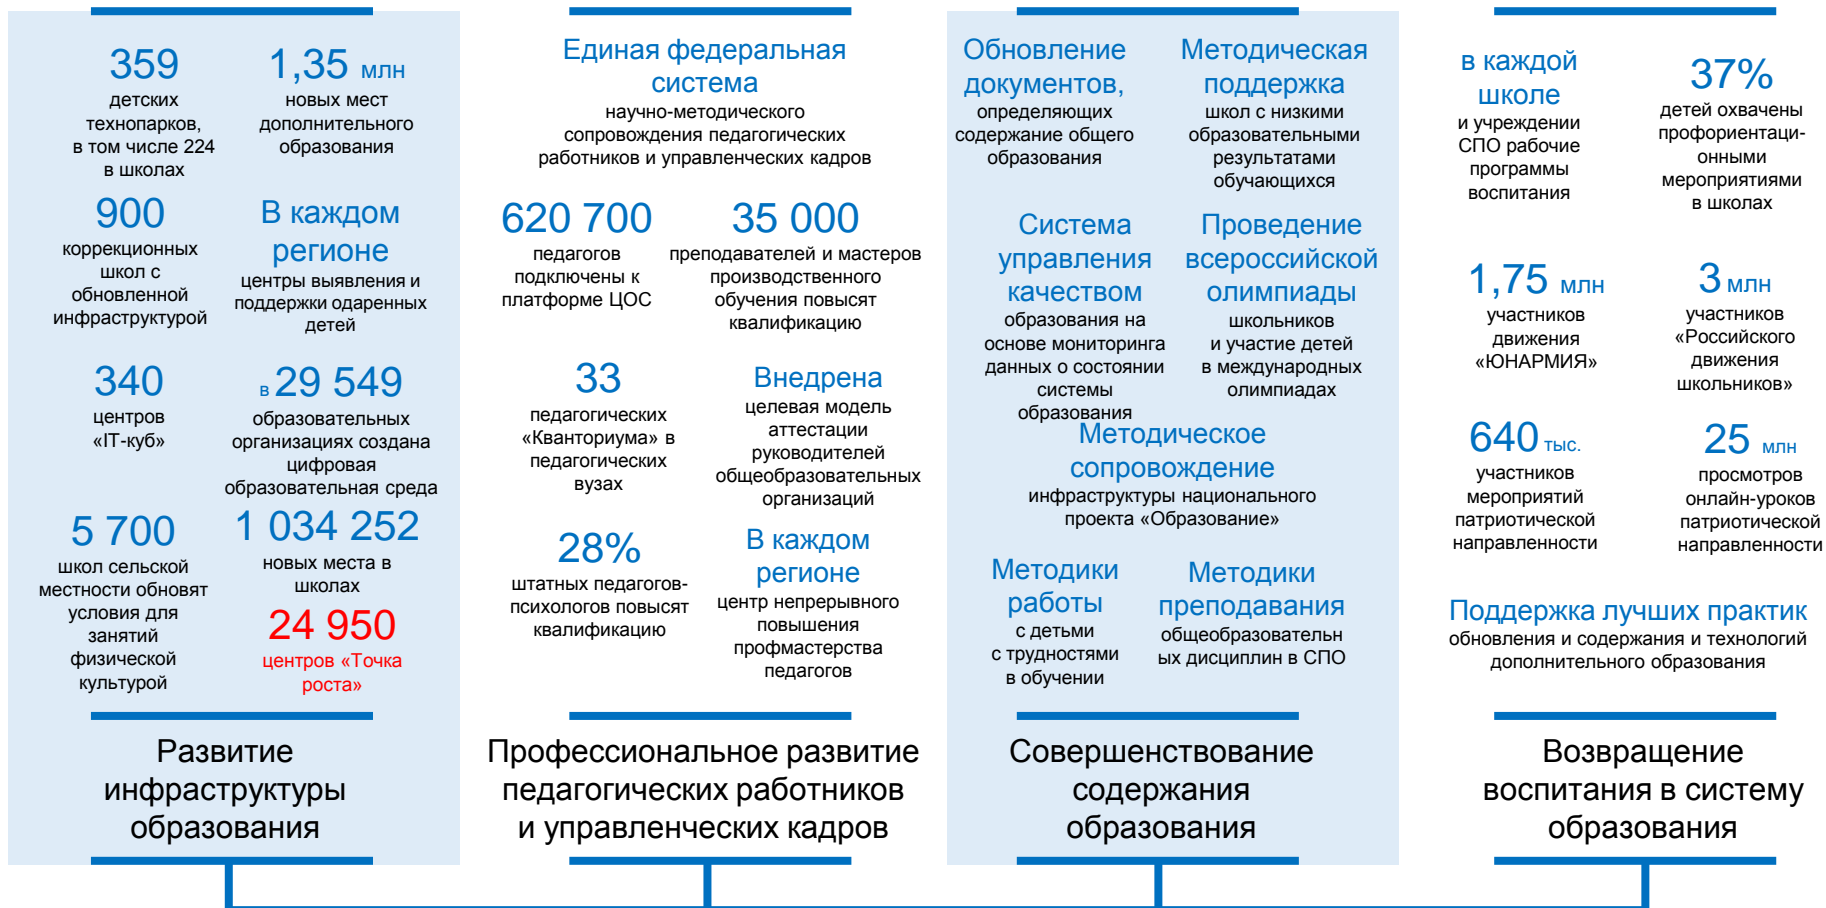 359
детских
технопарков,
в том числе 224
в школах
1,35 млн
новых мест
дополнительного
образования
900
коррекционных
школ с
обновленной
инфраструктурой
В каждом
регионе
центры выявления и
поддержки одаренных
детей
340
центров
«IT-куб»
в 29 549
образовательных
организациях создана
цифровая
образовательная среда
5 700
школ сельской
местности обновят
условия для
занятий
физической
культурой
1 034 252
новых места в
школах
24 950
центров «Точка
роста»
Развитие
инфраструктуры
образования
Единая федеральная
система
научно-методического
сопровождения педагогических
работников и управленческих кадров
620 700
педагогов
подключены к
платформе ЦОС
35 000
преподавателей и мастеров
производственного
обучения повысят
квалификацию
33
педагогических
«Кванториума» в
педагогических
вузах
Внедрена
целевая модель
аттестации
руководителей
общеобразовательных
организаций
28%
штатных педагогов-
психологов повысят
квалификацию
В каждом
регионе
центр непрерывного
повышения
профмастерства
педагогов
Профессиональное развитие
педагогических работников
и управленческих кадров
Обновление
документов,
определяющих
содержание общего
образования
Методическая
поддержка
школ с низкими
образовательными
результатами
обучающихся
Система
управления
качеством
образования на
основе мониторинга
данных о состоянии
системы
образования
Проведение
всероссийской
олимпиады
школьников
и участие детей
в международных
олимпиадах
Методическое
сопровождение
инфраструктуры национального
проекта «Образование»
Методики
работы
с детьми
с трудностями
в обучении
Методики
преподавания
общеобразовательн
ых дисциплин в СПО
Совершенствование
содержания
образования
в каждой
школе
и учреждении
СПО рабочие
программы
воспитания
37%
детей охвачены
профориентаци-
онными
мероприятиями
в школах
1,75 млн
участников
движения
«ЮНАРМИЯ»
3 млн
участников
«Российского
движения
школьников»
640 тыс.
участников
мероприятий
патриотической
направленности
25 млн
просмотров
онлайн-уроков
патриотической
направленности
Поддержка лучших практик
обновления и содержания и технологий
дополнительного образования
Возвращение
воспитания в систему
образования